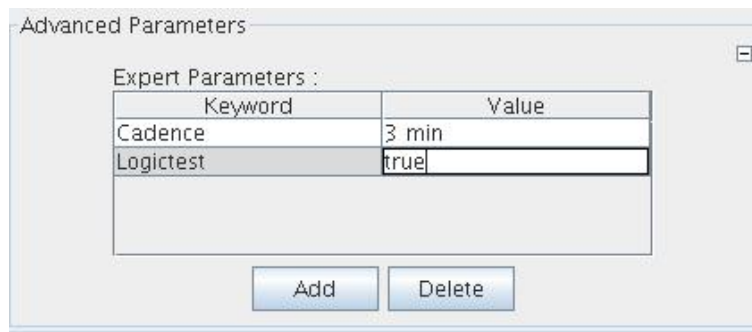 Advanced Parameters
Expert Parameters :
Keyword Value
Cadence 3 min
Logictest true
Add Delete